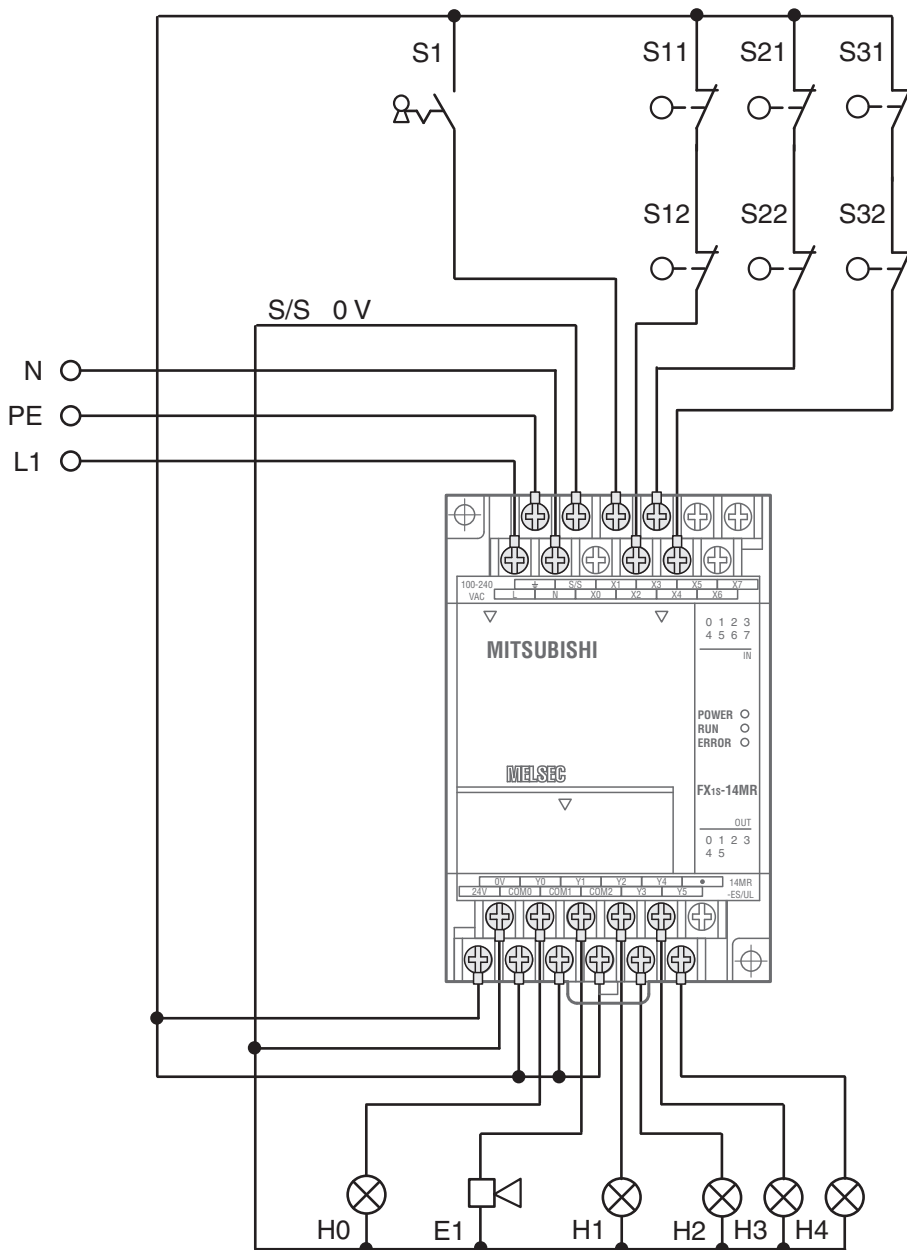 S1 S11 S21 S31
S12 S22 S32
S/S 0 V
N
PE
L1
100-240 ⏚ S/S X1 X3 X5 X7
VAC L N X0 X2 X4 X6
0 1 2 3
4 5 6 7
IN
MITSUBISHI
POWER
RUN
ERROR
MELSEC
FX1S-14MR
OUT
0 1 2 3
4 5
0V Y0 Y1 Y2 Y4 • 14MR
24V COM0 COM1 COM2 Y3 Y5 -ES/UL
H0 E1 H1 H2 H3 H4